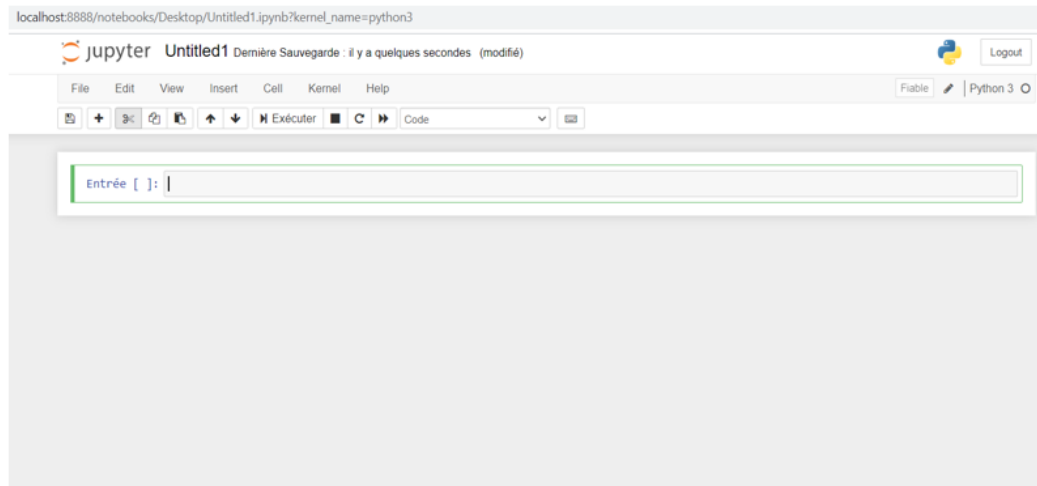 localhost:8888/notebooks/Desktop/Untitled1.ipynb?kernel_name=python3
jupyter Untitled1 Dernière Sauvegarde : il y a quelques secondes (modifié) Logout
File Edit View Insert Cell Kernel Help Fiable Python 3
Exécuter Code
Entrée [ ]: